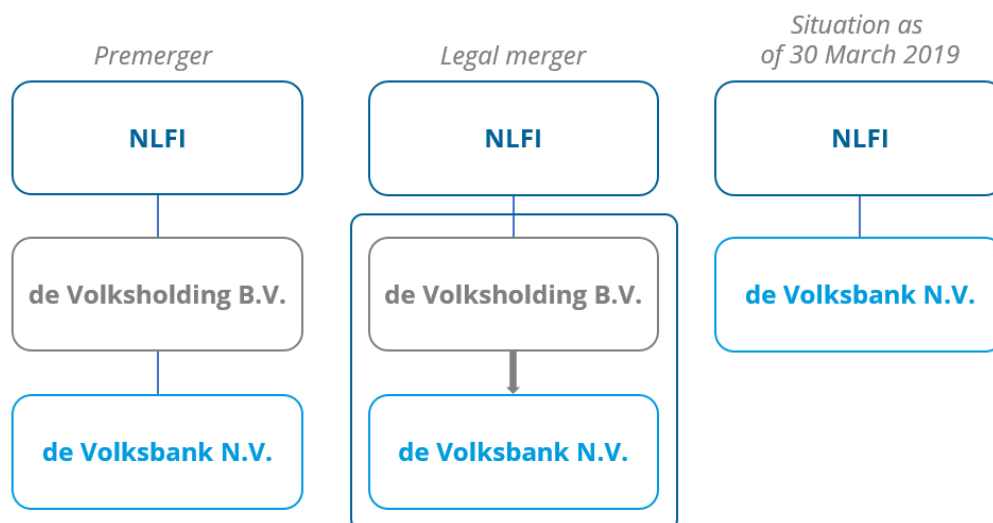 Premerger
NLFI
de Volksholding B.V.
de Volksbank N.V.
Legal merger
NLFI
de Volksholding B.V.
de Volksbank N.V.
Situation as
of 30 March 2019
NLFI
de Volksbank N.V.